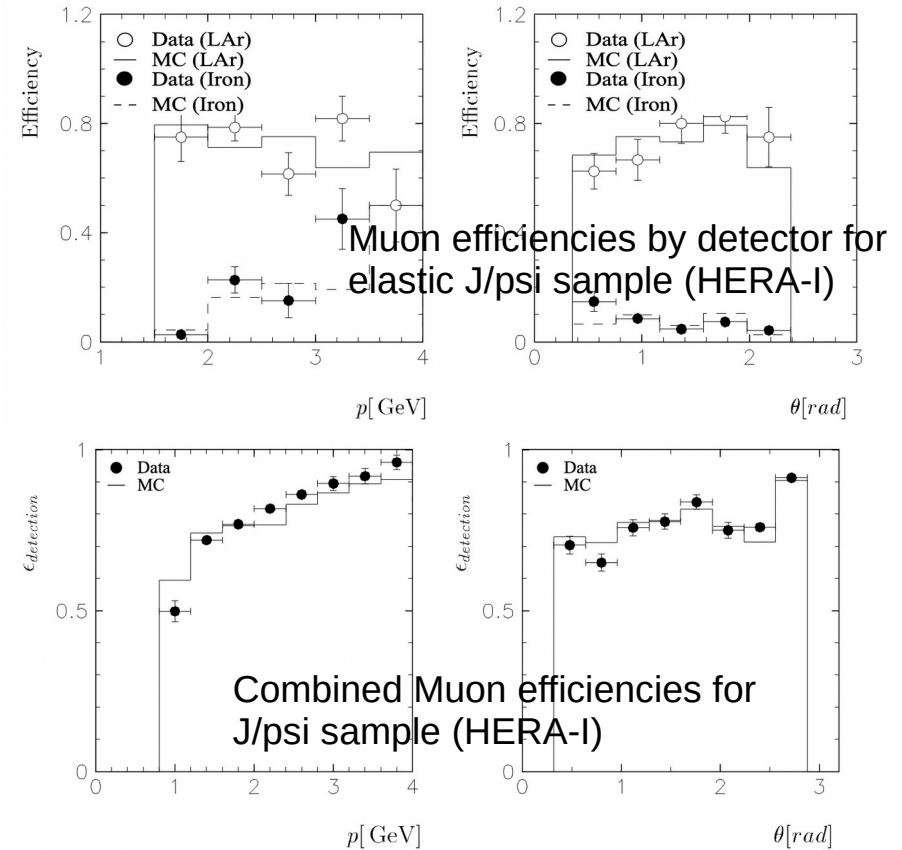 1.2
0.8
0.4
0
Efficiency
Data (LAr)
MC (LAr)
Data (Iron)
MC (Iron)
1 2 3 4
p[ GeV]
1.2
0.8
0.4
0
Efficiency
Data (LAr)
MC (LAr)
Data (Iron)
MC (Iron)
0 1 2 3
θ[rad]
Muon efficiencies by detector for
elastic J/psi sample (HERA-I)
1
0.5
0
ϵdetection
Data
MC
0 1 2 3 4
p[ GeV]
1
0.5
0
ϵdetection
Data
MC
0 1 2 3
θ[rad]
Combined Muon efficiencies for
J/psi sample (HERA-I)